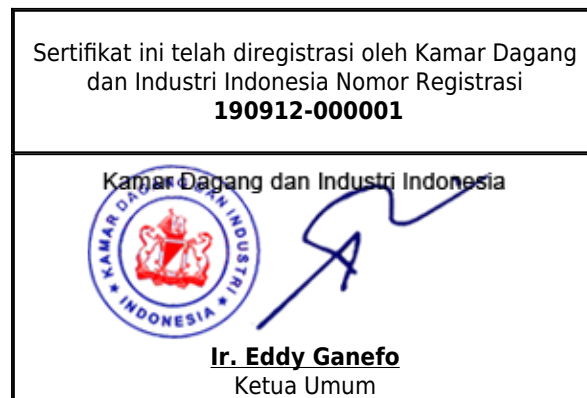 Sertifikat ini telah diregistrasi oleh Kamar Dagang
dan Industri Indonesia Nomor Registrasi
190912-000001
Kamar Dagang dan Industri Indonesia
★ KAMAR DAGANG DAN INDUSTRI ★
INDONESIA
Ir. Eddy Ganefo
Ketua Umum